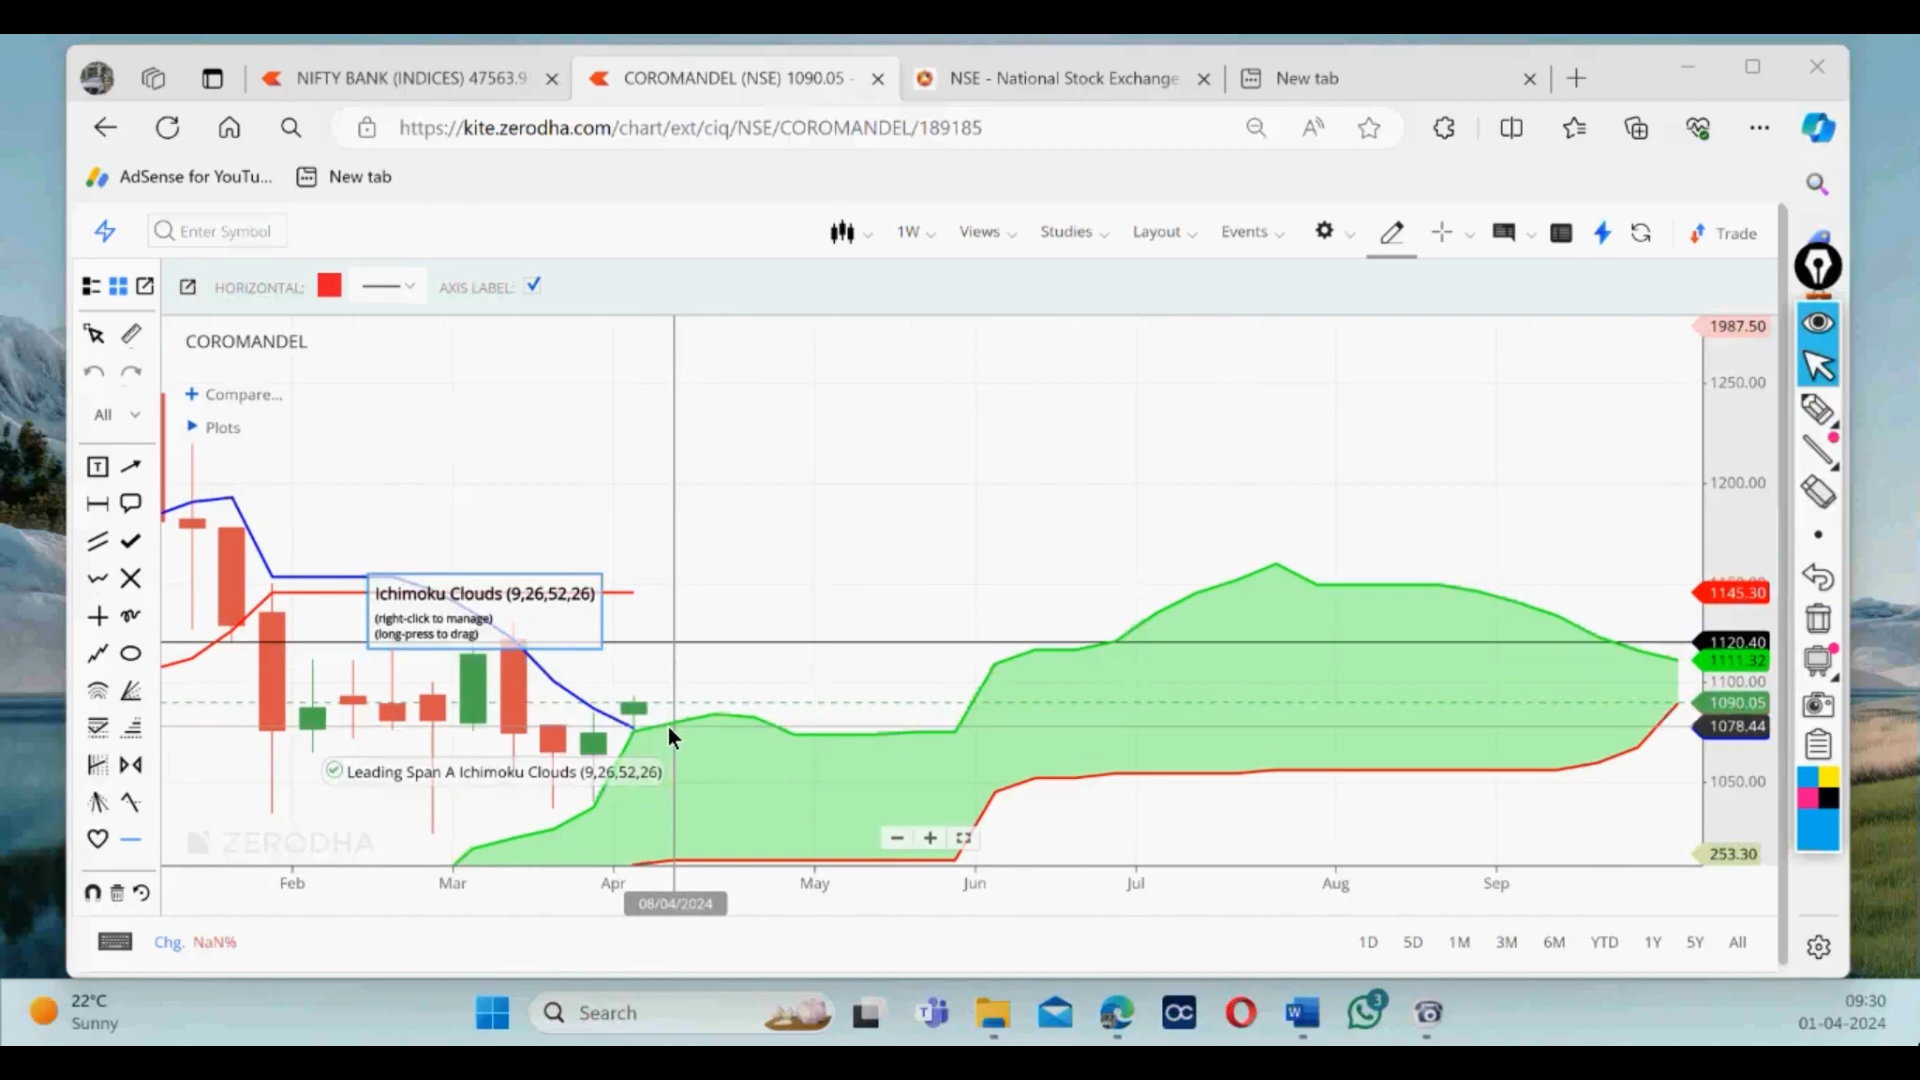 NIFTY BANK (INDICES) 47563.9
COROMANDEL (NSE) 1090.05 -
NSE - National Stock Exchange
New tab
https://kite.zerodha.com/chart/ext/ciq/NSE/COROMANDEL/189185
AdSense for YouTu...
New tab
Enter Symbol
1W
Views
Studies
Layout
Events
Trade
HORIZONTAL:
AXIS LABEL:
COROMANDEL
Compare...
Plots
All
T
Ichimoku Clouds (9,26,52,26)
(right-click to manage)
(long-press to drag)
Leading Span A Ichimoku Clouds (9,26,52,26)
ZERODHA
1987.50
1250.00
1200.00
1145.30
1120.40
1111.32
1100.00
1090.05
1078.44
1050.00
253.30
Feb
Mar
Apr
May
Jun
Jul
Aug
Sep
08/04/2024
Chg. NaN%
1D
5D
1M
3M
6M
YTD
1Y
5Y
All
22°C
Sunny
Search
3
09:30
01-04-2024